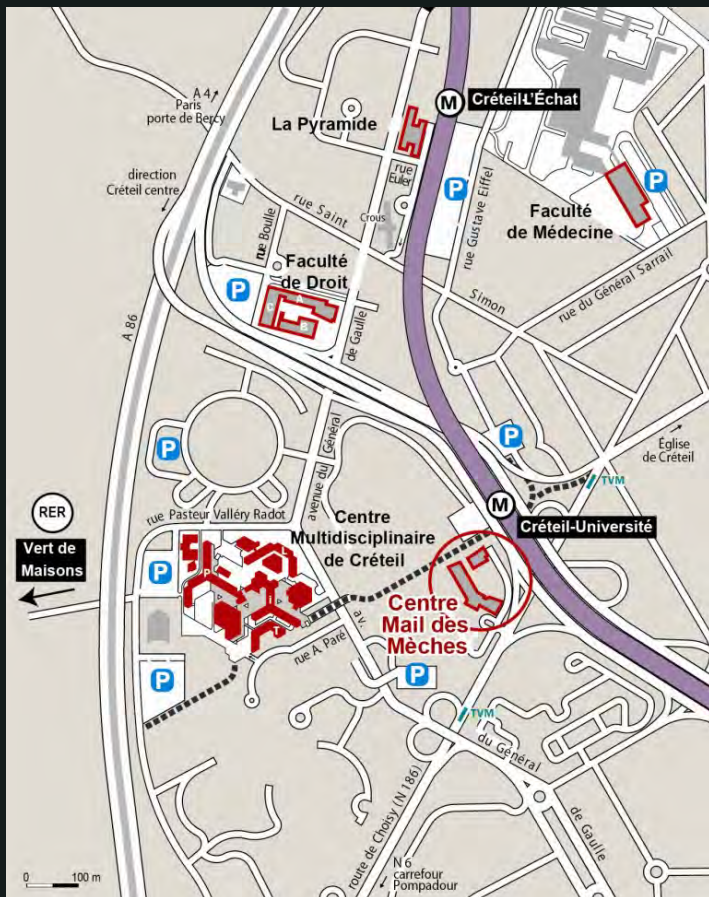 A 4
Paris
porte de Bercy
M
Créteil-L'Échat
La Pyramide
rue
Euler
direction
Créteil centre
P
P
Faculté
de Médecine
rue Saint
Simon
Crous
rue Gustave Eiffel
rue Boulle
Faculté
de Droit
rue du Général Sarrail
P
A
C
B
de Gaulle
A 86
P
P
Église
de Créteil
TVM
avenue du Général
RER
Vert de
Maisons
rue Pasteur Valléry Radot
M
Créteil-Université
Centre
Multidisciplinaire
de Créteil
P
L
P
i
T
Centre
Mail des
Mèches
av.
rue A. Paré
P
P
TVM
du Général
de Gaulle
route de Choisy (N 186)
N 6
carrefour
Pompadour
0 100 m